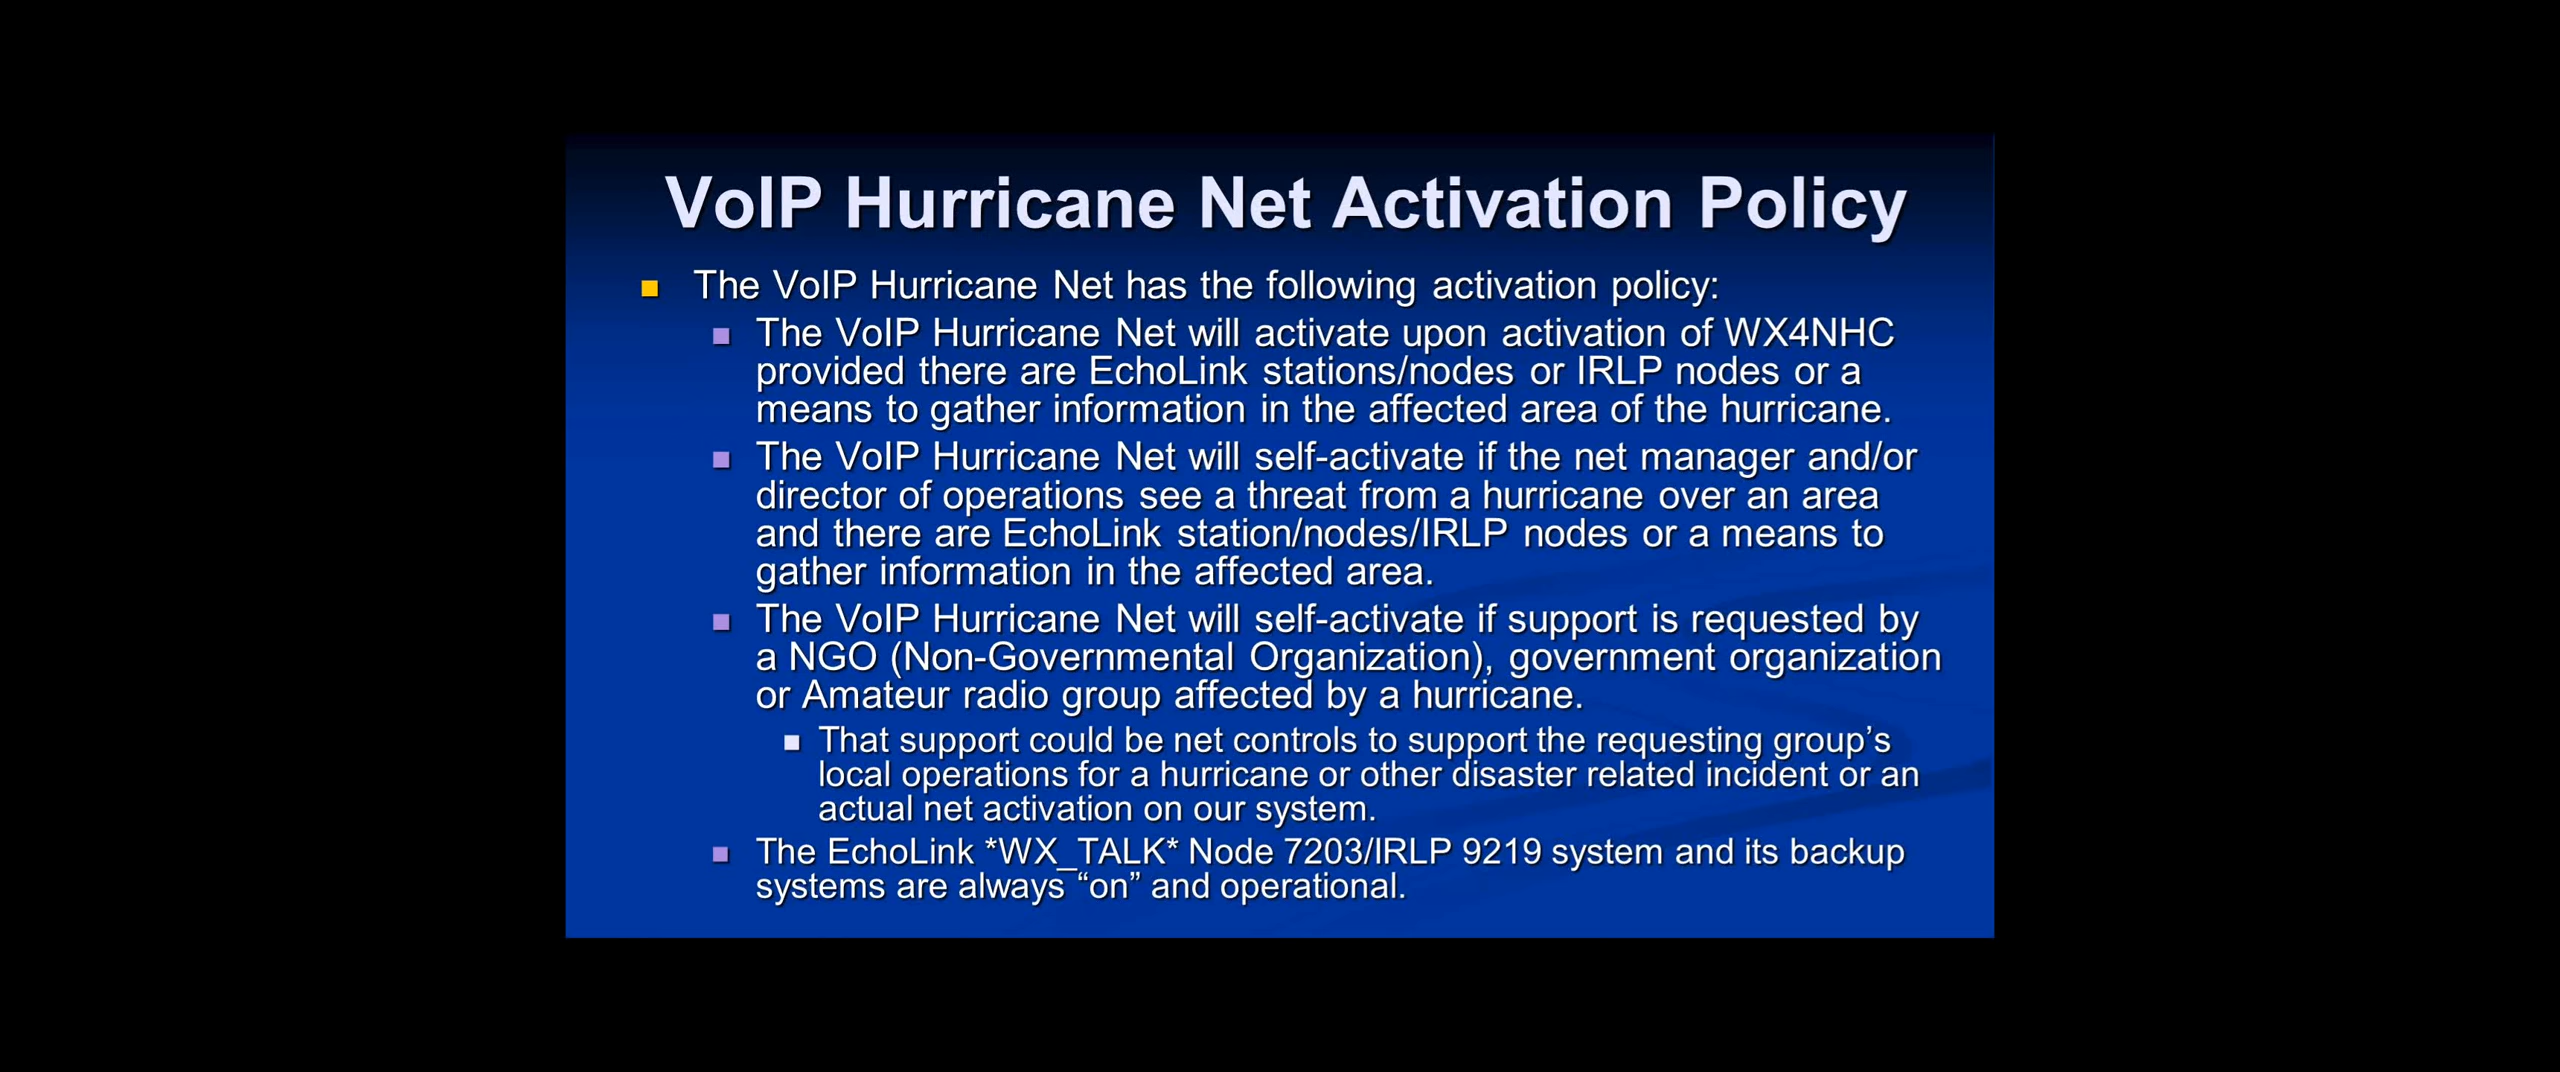 VoIP Hurricane Net Activation Policy
The VoIP Hurricane Net has the following activation policy:
The VoIP Hurricane Net will activate upon activation of WX4NHC
provided there are EchoLink stations/nodes or IRLP nodes or a
means to gather information in the affected area of the hurricane.
The VoIP Hurricane Net will self-activate if the net manager and/or
director of operations see a threat from a hurricane over an area
and there are EchoLink station/nodes/IRLP nodes or a means to
gather information in the affected area.
The VoIP Hurricane Net will self-activate if support is requested by
a NGO (Non-Governmental Organization), government organization
or Amateur radio group affected by a hurricane.
That support could be net controls to support the requesting group’s
local operations for a hurricane or other disaster related incident or an
actual net activation on our system.
The EchoLink *WX_TALK* Node 7203/IRLP 9219 system and its backup
systems are always “on” and operational.